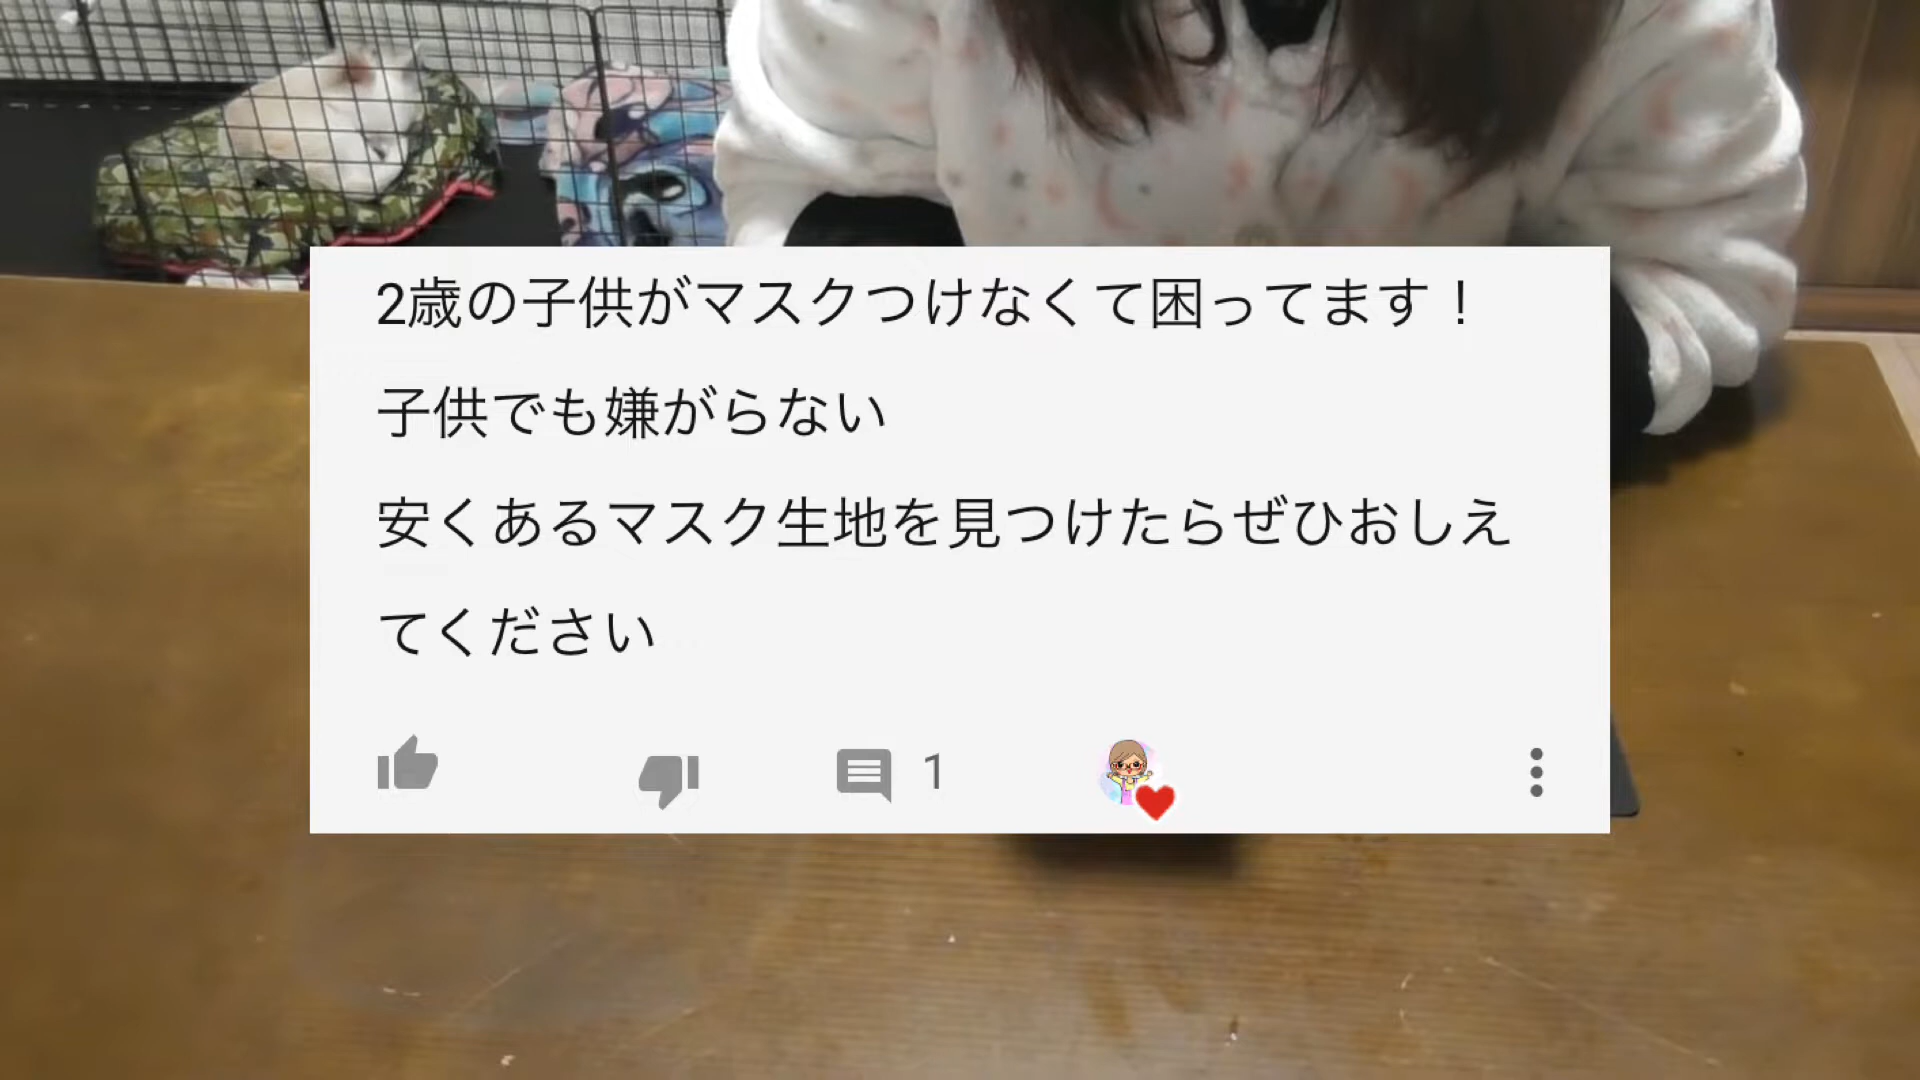 2歳の子供がマスクつけなくて困ってます！
子供でも嫌がらない
安くあるマスク生地を見つけたらぜひおしえ
てください
1